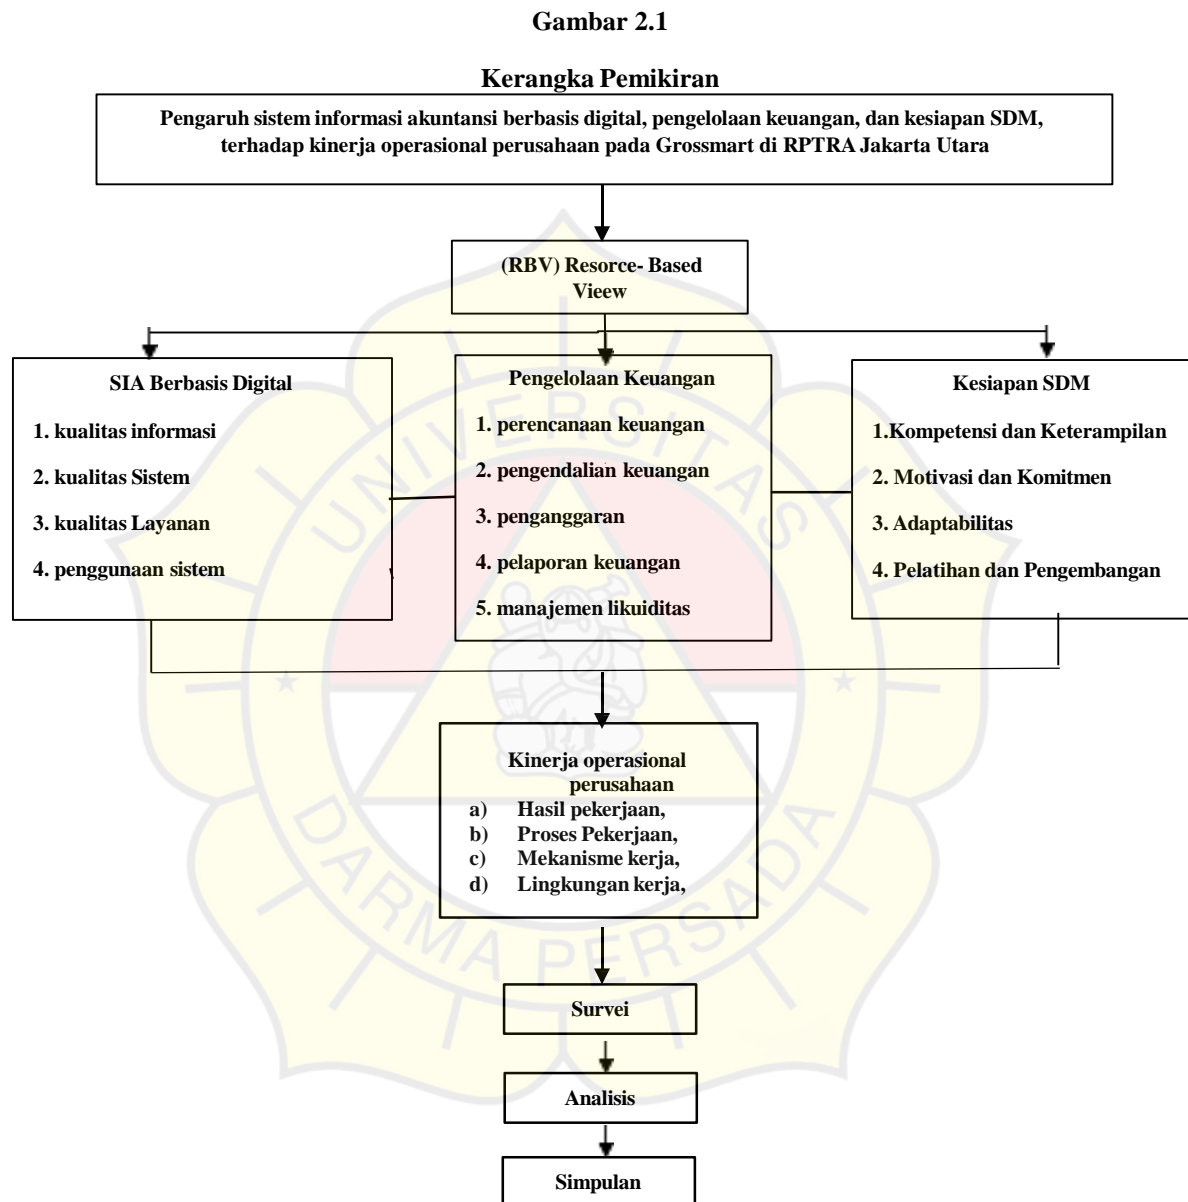 Gambar 2.1
Kerangka Pemikiran
Pengaruh sistem informasi akuntansi berbasis digital, pengelolaan keuangan, dan kesiapan SDM,
terhadap kinerja operasional perusahaan pada Grossmart di RPTRA Jakarta Utara
(RBV) Resorce- Based
Vieew
SIA Berbasis Digital
1. kualitas informasi
2. kualitas Sistem
3. kualitas Layanan
4. penggunaan sistem
Pengelolaan Keuangan
1. perencanaan keuangan
2. pengendalian keuangan
3. penganggaran
4. pelaporan keuangan
5. manajemen likuiditas
Kesiapan SDM
1.Kompetensi dan Keterampilan
2. Motivasi dan Komitmen
3. Adaptabilitas
4. Pelatihan dan Pengembangan
Kinerja operasional
perusahaan
a) Hasil pekerjaan,
b) Proses Pekerjaan,
c) Mekanisme kerja,
d) Lingkungan kerja,
Survei
Analisis
Simpulan
UNIVERSITAS
DARMA PERSADA